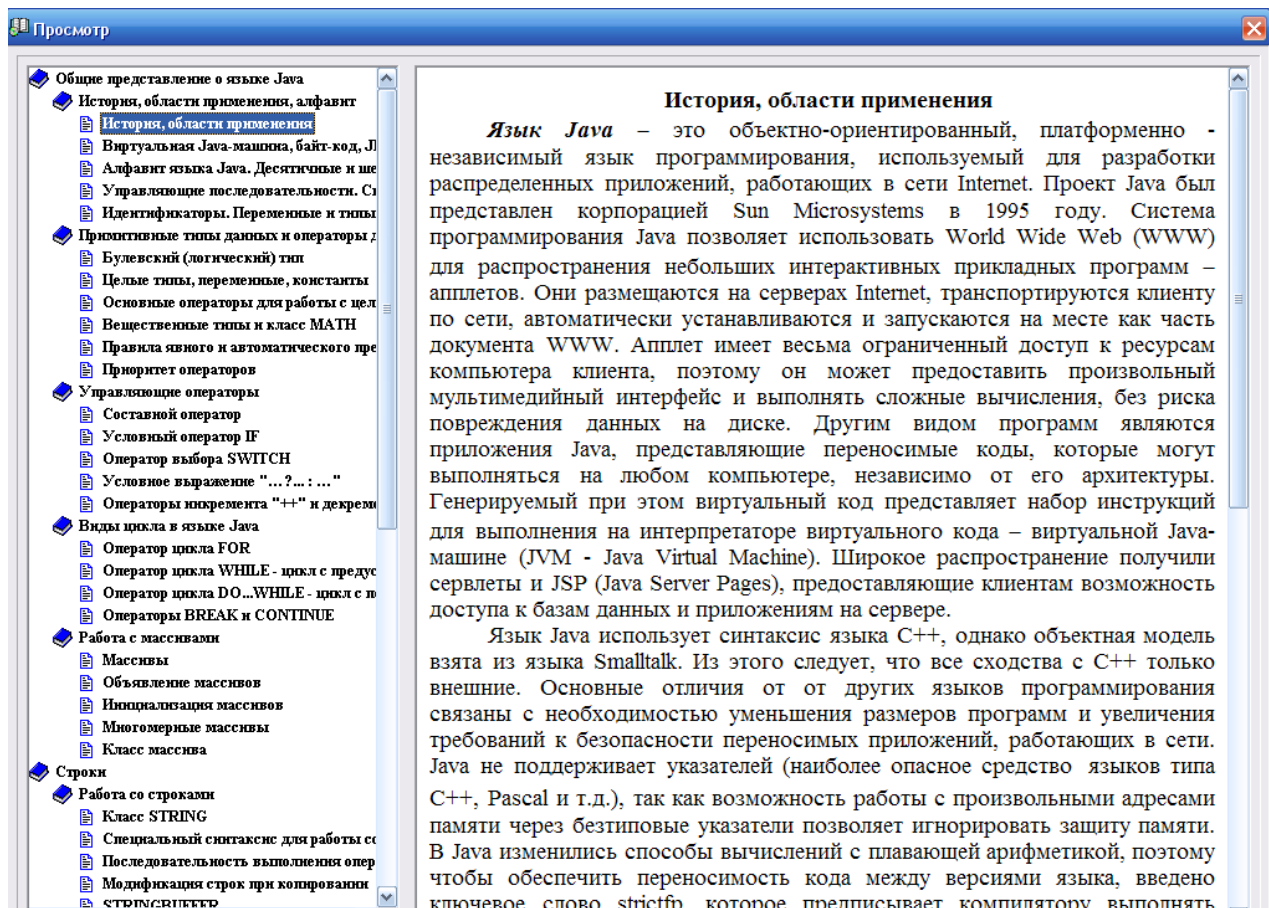 Просмотр
Общие представление о языке Java
История, области применения, алфавит
История, области применения
Виртуальная Java-машина, байт-код, JI
Алфавит языка Java. Десятичные и ше
Управляющие последовательности. Сп
Идентификаторы. Переменные и типы
Примитивные типы данных и операторы д
Булевский (логический) тип
Целые типы, переменные, константы
Основные операторы для работы с цел
Вещественные типы и класс MATH
Правила явного и автоматического пре
Приоритет операторов
Управляющие операторы
Составной оператор
Условный оператор IF
Оператор выбора SWITCH
Условное выражение "...?... : ..."
Операторы инкремента "++" и декреме
Виды цикла в языке Java
Оператор цикла FOR
Оператор цикла WHILE - цикл с предус
Оператор цикла DO...WHILE - цикл с п
Операторы BREAK и CONTINUE
Работа с массивами
Массивы
Объявление массивов
Инициализация массивов
Многомерные массивы
Класс массива
Строки
Работа со строками
Класс STRING
Специальный синтаксис для работы со
Последовательность выполнения опер
Модификация строк при копировании
STRINGBUFFER
История, области применения
Язык Java – это объектно-ориентированный, платформенно -
независимый язык программирования, используемый для разработки
распределенных приложений, работающих в сети Internet. Проект Java был
представлен корпорацией Sun Microsystems в 1995 году. Система
программирования Java позволяет использовать World Wide Web (WWW)
для распространения небольших интерактивных прикладных программ –
апплетов. Они размещаются на серверах Internet, транспортируются клиенту
по сети, автоматически устанавливаются и запускаются на месте как часть
документа WWW. Апплет имеет весьма ограниченный доступ к ресурсам
компьютера клиента, поэтому он может предоставить произвольный
мультимедийный интерфейс и выполнять сложные вычисления, без риска
повреждения данных на диске. Другим видом программ являются
приложения Java, представляющие переносимые коды, которые могут
выполняться на любом компьютере, независимо от его архитектуры.
Генерируемый при этом виртуальный код представляет набор инструкций
для выполнения на интерпретаторе виртуального кода – виртуальной Java-
машине (JVM - Java Virtual Machine). Широкое распространение получили
сервлеты и JSP (Java Server Pages), предоставляющие клиентам возможность
доступа к базам данных и приложениям на сервере.
Язык Java использует синтаксис языка C++, однако объектная модель
взята из языка Smalltalk. Из этого следует, что все сходства с C++ только
внешние. Основные отличия от от других языков программирования
связаны с необходимостью уменьшения размеров программ и увеличения
требований к безопасности переносимых приложений, работающих в сети.
Java не поддерживает указателей (наиболее опасное средство языков типа
C++, Pascal и т.д.), так как возможность работы с произвольными адресами
памяти через безтиповые указатели позволяет игнорировать защиту памяти.
В Java изменились способы вычислений с плавающей арифметикой, поэтому
чтобы обеспечить переносимость кода между версиями языка, введено
ключевое слово strictfp, которое предписывает компилятору выполнять